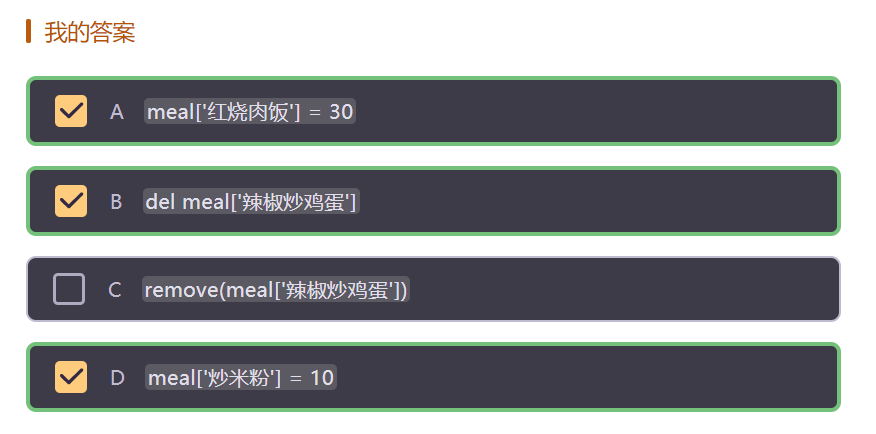 我的答案
A meal['红烧肉饭'] = 30
B del meal['辣椒炒鸡蛋']
C remove(meal['辣椒炒鸡蛋'])
D meal['炒米粉'] = 10